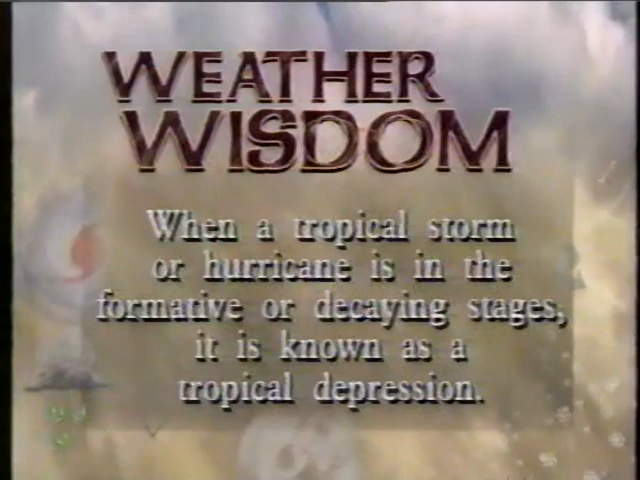 WEATHER
WISDOM
When a tropical storm
or hurricane is in the
formative or decaying stages,
it is known as a
tropical depression.